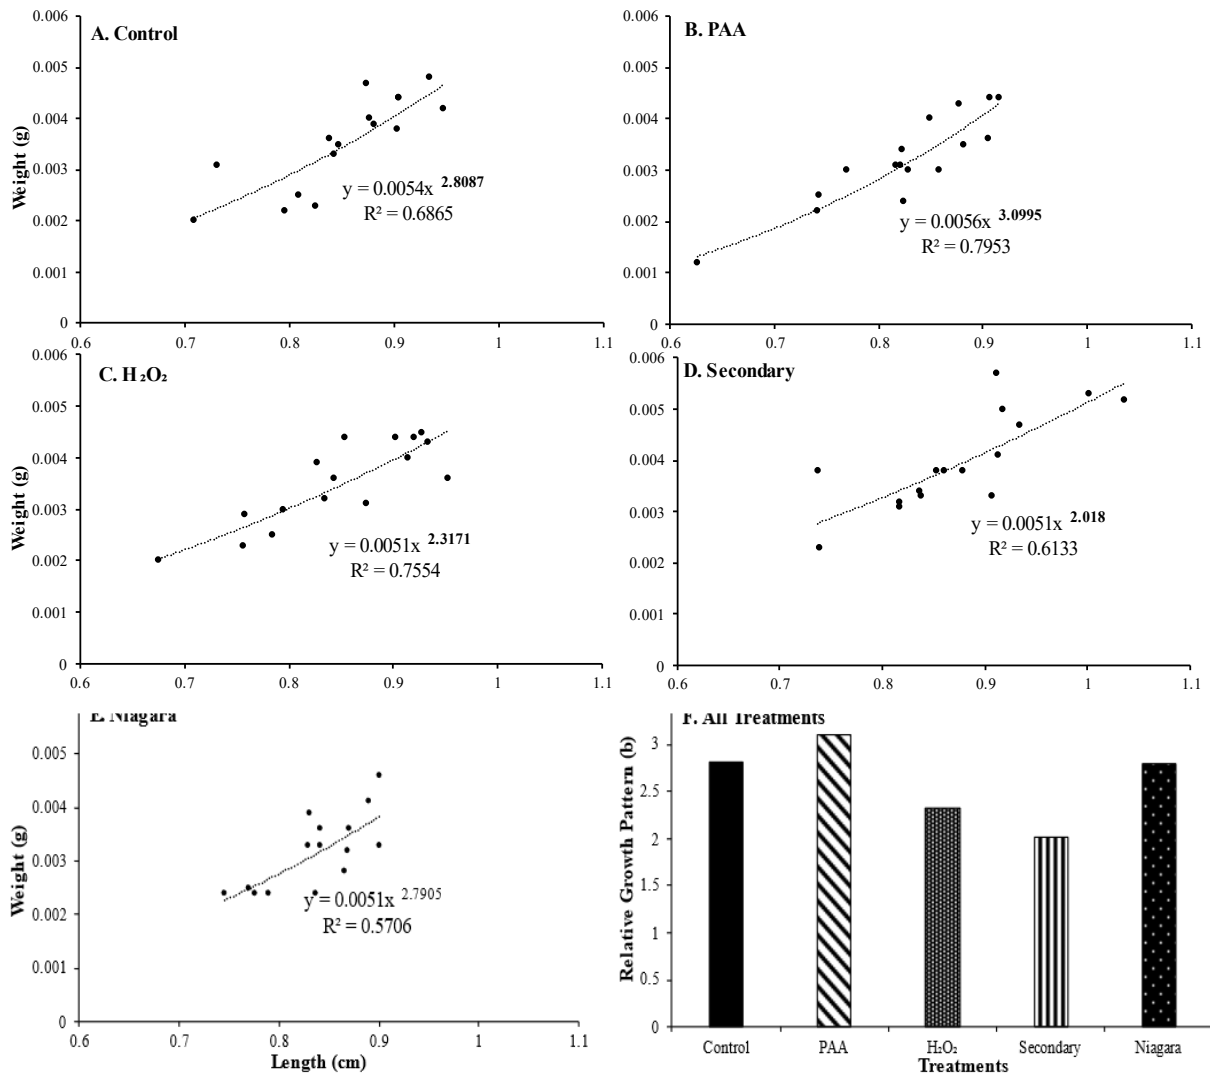 A. Control
Weight (g)
0.006
0.005
0.004
0.003
0.002
0.001
0
0.6 0.7 0.8 0.9 1 1.1
y = 0.0054x 2.8087
R² = 0.6865
B. PAA
0.006
0.005
0.004
0.003
0.002
0.001
0
0.6 0.7 0.8 0.9 1 1.1
y = 0.0056x 3.0995
R² = 0.7953
C. H₂O₂
Weight (g)
0.006
0.005
0.004
0.003
0.002
0.001
0
0.6 0.7 0.8 0.9 1 1.1
y = 0.0051x 2.3171
R² = 0.7554
D. Secondary
0.006
0.005
0.004
0.003
0.002
0.001
0
0.6 0.7 0.8 0.9 1 1.1
y = 0.0051x 2.018
R² = 0.6133
E. Niagara
Weight (g)
0.005
0.004
0.003
0.002
0.001
0
0.6 0.7 0.8 0.9 1 1.1
Length (cm)
y = 0.0051x 2.7905
R² = 0.5706
F. All Treatments
Relative Growth Pattern (b)
3
2.5
2
1.5
1
0.5
0
Control PAA H₂O₂ Secondary Niagara
Treatments